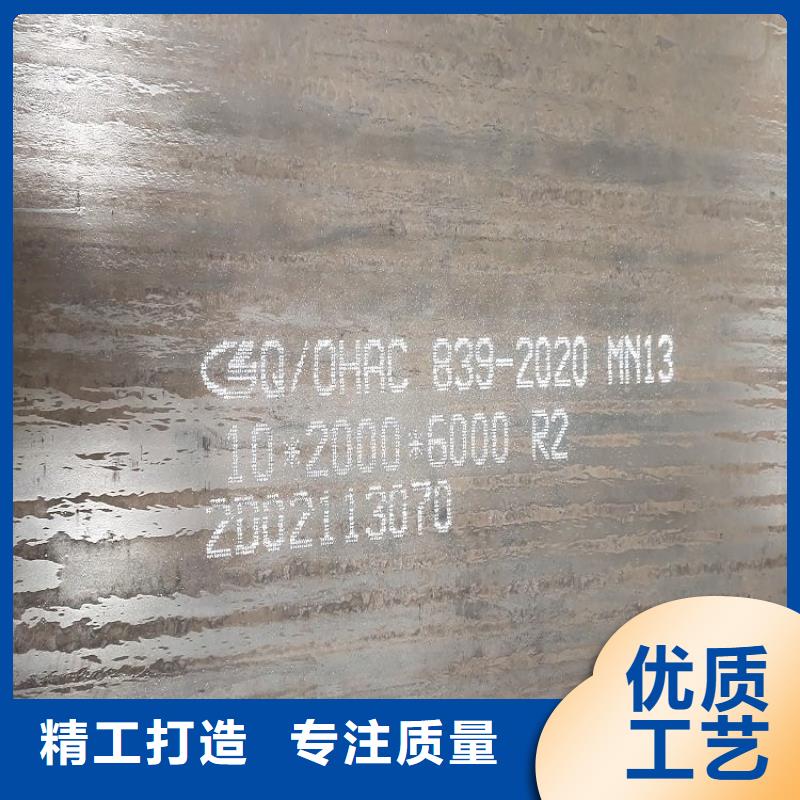 Q/OHAC 839-2020 MN13
10*2000*6000 R2
2D02113070
精工打造 专注质量
优质
工艺